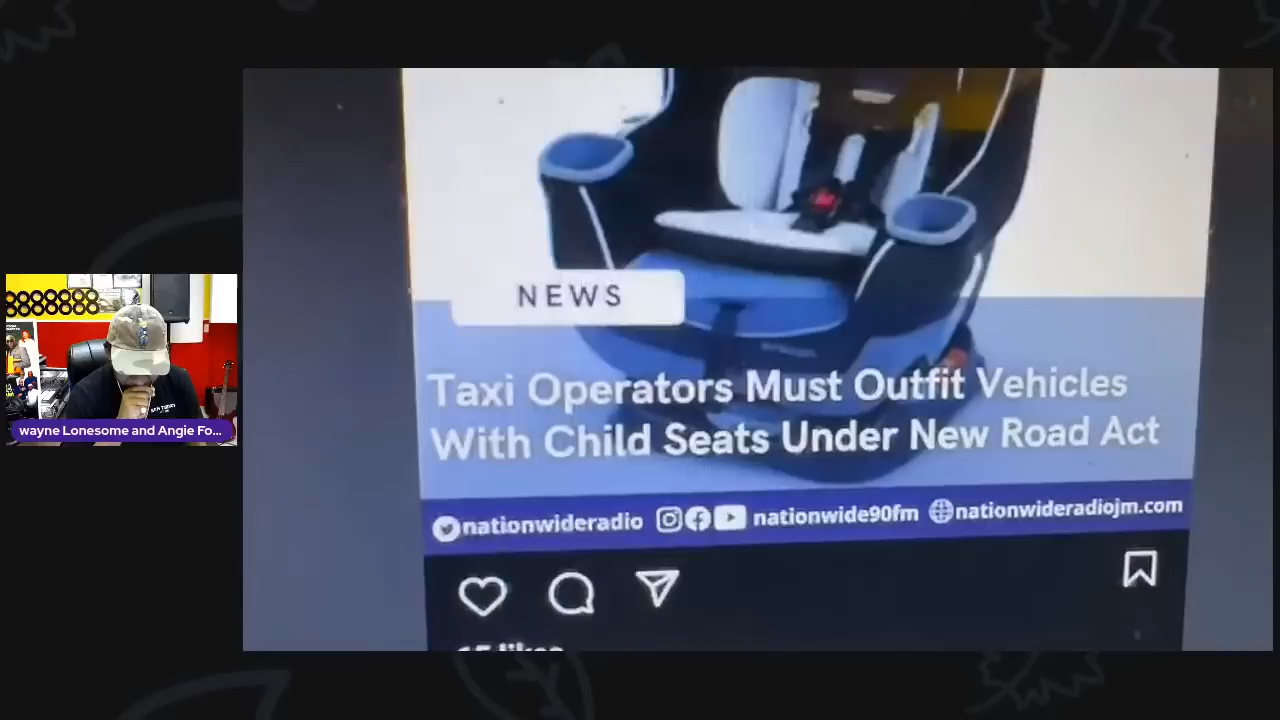 NEWS
Taxi Operators Must Outfit Vehicles
With Child Seats Under New Road Act
nationwideradio nationwide90fm nationwideradiojm.com
wayne Lonesome and Angie Fo...